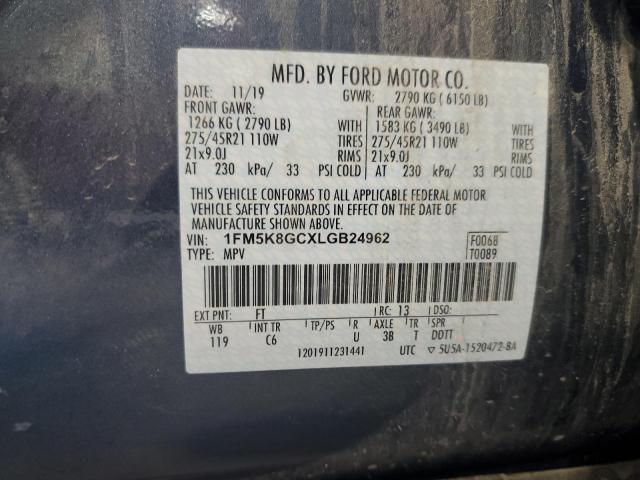 MFD. BY FORD MOTOR CO.
DATE: 11/19 GVWR: 2790 KG ( 6150 LB)
FRONT GAWR: REAR GAWR:
1266 KG ( 2790 LB) WITH 1583 KG ( 3490 LB) WITH
275/45R21 110W TIRES 275/45R21 110W TIRES
21x9.0J RIMS 21x9.0J RIMS
AT 230 kPa/ 33 PSI COLD AT 230 kPa/ 33 PSI COLD
THIS VEHICLE CONFORMS TO ALL APPLICABLE FEDERAL MOTOR
VEHICLE SAFETY STANDARDS IN EFFECT ON THE DATE OF
MANUFACTURE SHOWN ABOVE.
VIN: 1FM5K8GCXLGB24962 F0068
TYPE: MPV T0089
EXT PNT: FT RC: 13 DSO:
WB INT TR TP/PS R AXLE TR SPR
119 C6 U 3B T DDTT
1201911231441 UTC ▽ 5U5A-1520472-BA